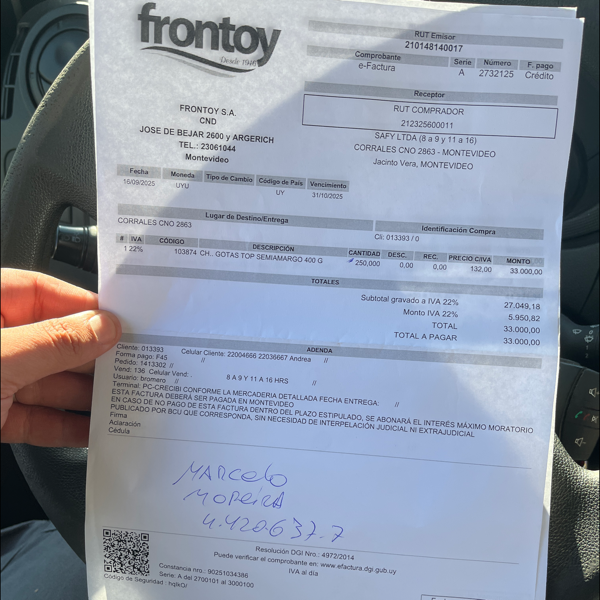 frontoy
Desde 1946
RUT Emisor
210148140017
Comprobante Serie Número F. pago
e-Factura A 2732125 Crédito
Receptor
RUT COMPRADOR
212325600011
SAFY LTDA (8 a 9 y 11 a 16)
CORRALES CNO 2863 - MONTEVIDEO
Jacinto Vera, MONTEVIDEO
FRONTOY S.A.
CND
JOSE DE BEJAR 2600 y ARGERICH
TEL.: 23061044
Montevideo
Fecha Moneda Tipo de Cambio Código de País Vencimiento
16/09/2025 UYU UY 31/10/2025
Lugar de Destino/Entrega Identificación Compra
CORRALES CNO 2863 Cli: 013393 / 0
# IVA CÓDIGO DESCRIPCIÓN CANTIDAD DESC. REC. PRECIO C/IVA MONTO
1 22% 103874 CH.. GOTAS TOP SEMIAMARGO 400 G 250,000 0,00 0,00 132,00 33.000,00
TOTALES
Subtotal gravado a IVA 22% 27.049,18
Monto IVA 22% 5.950,82
TOTAL 33.000,00
TOTAL A PAGAR 33.000,00
ADENDA
Cliente: 013393 Celular Cliente: 22004666 22036667 Andrea //
Forma pago: F45 //
Pedido: 1413302 //
Vend: 136 Celular Vend: . 8 A 9 Y 11 A 16 HRS //
Usuario: bromero //
Terminal: PC-CRECIBI CONFORME LA MERCADERIA DETALLADA FECHA ENTREGA: //
ESTA FACTURA DEBERÁ SER PAGADA EN MONTEVIDEO
EN CASO DE NO PAGO DE ESTA FACTURA DENTRO DEL PLAZO ESTIPULADO, SE ABONARÁ EL INTERÉS MÁXIMO MORATORIO
PUBLICADO POR BCU QUE CORRESPONDA, SIN NECESIDAD DE INTERPELACIÓN JUDICIAL NI EXTRAJUDICIAL
Firma
Aclaración
Cédula
MARCELO
MOREIRA
4.420.637.7
Resolución DGI Nro.: 4972/2014
Puede verificar el comprobante en: www.efactura.dgi.gub.uy
IVA al día
Constancia nro.: 90251034386
Serie: A del 2700101 al 3000100
Código de Seguridad :